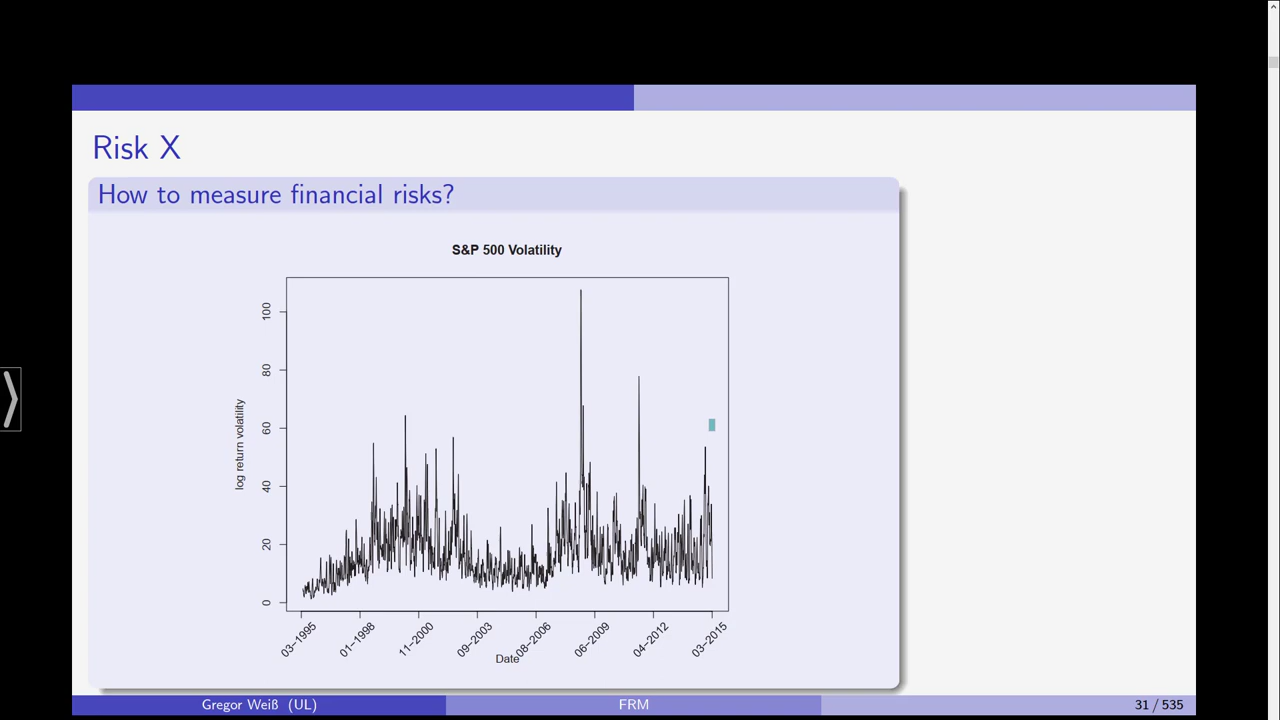 Risk X
How to measure financial risks?
S&P 500 Volatility
log return volatility
100
80
60
40
20
0
03−1995
01−1998
11−2000
09−2003
08−2006
06−2009
04−2012
03−2015
Date
Gregor Weiß (UL)
FRM
31 / 535